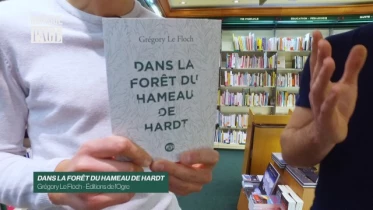 PAGE
Grégory Le Floch
DANS LA
FORÊT DU
HAMEAU
DE
HARDT
DANS LA FORÊT DU HAMEAU DE HARDT
Grégory Le Floch · Éditions de l'Ogre